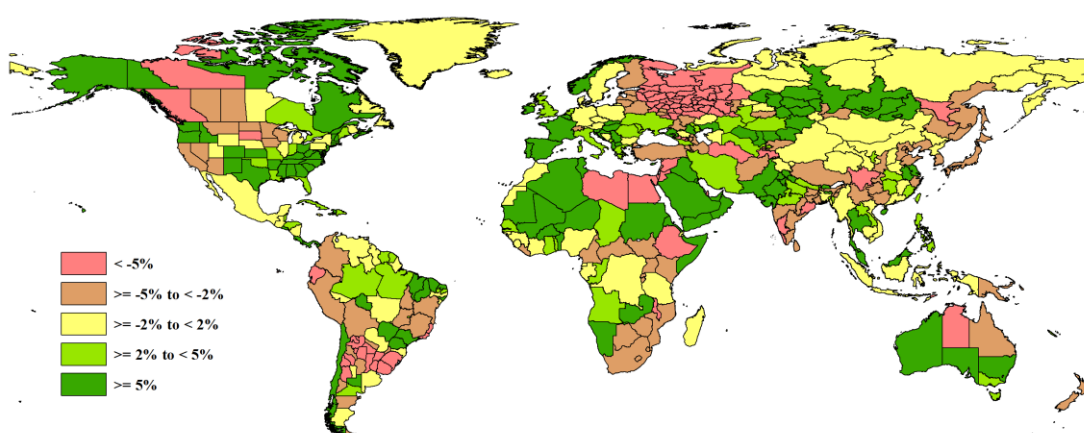 < -5%
>= -5% to < -2%
>= -2% to < 2%
>= 2% to < 5%
>= 5%